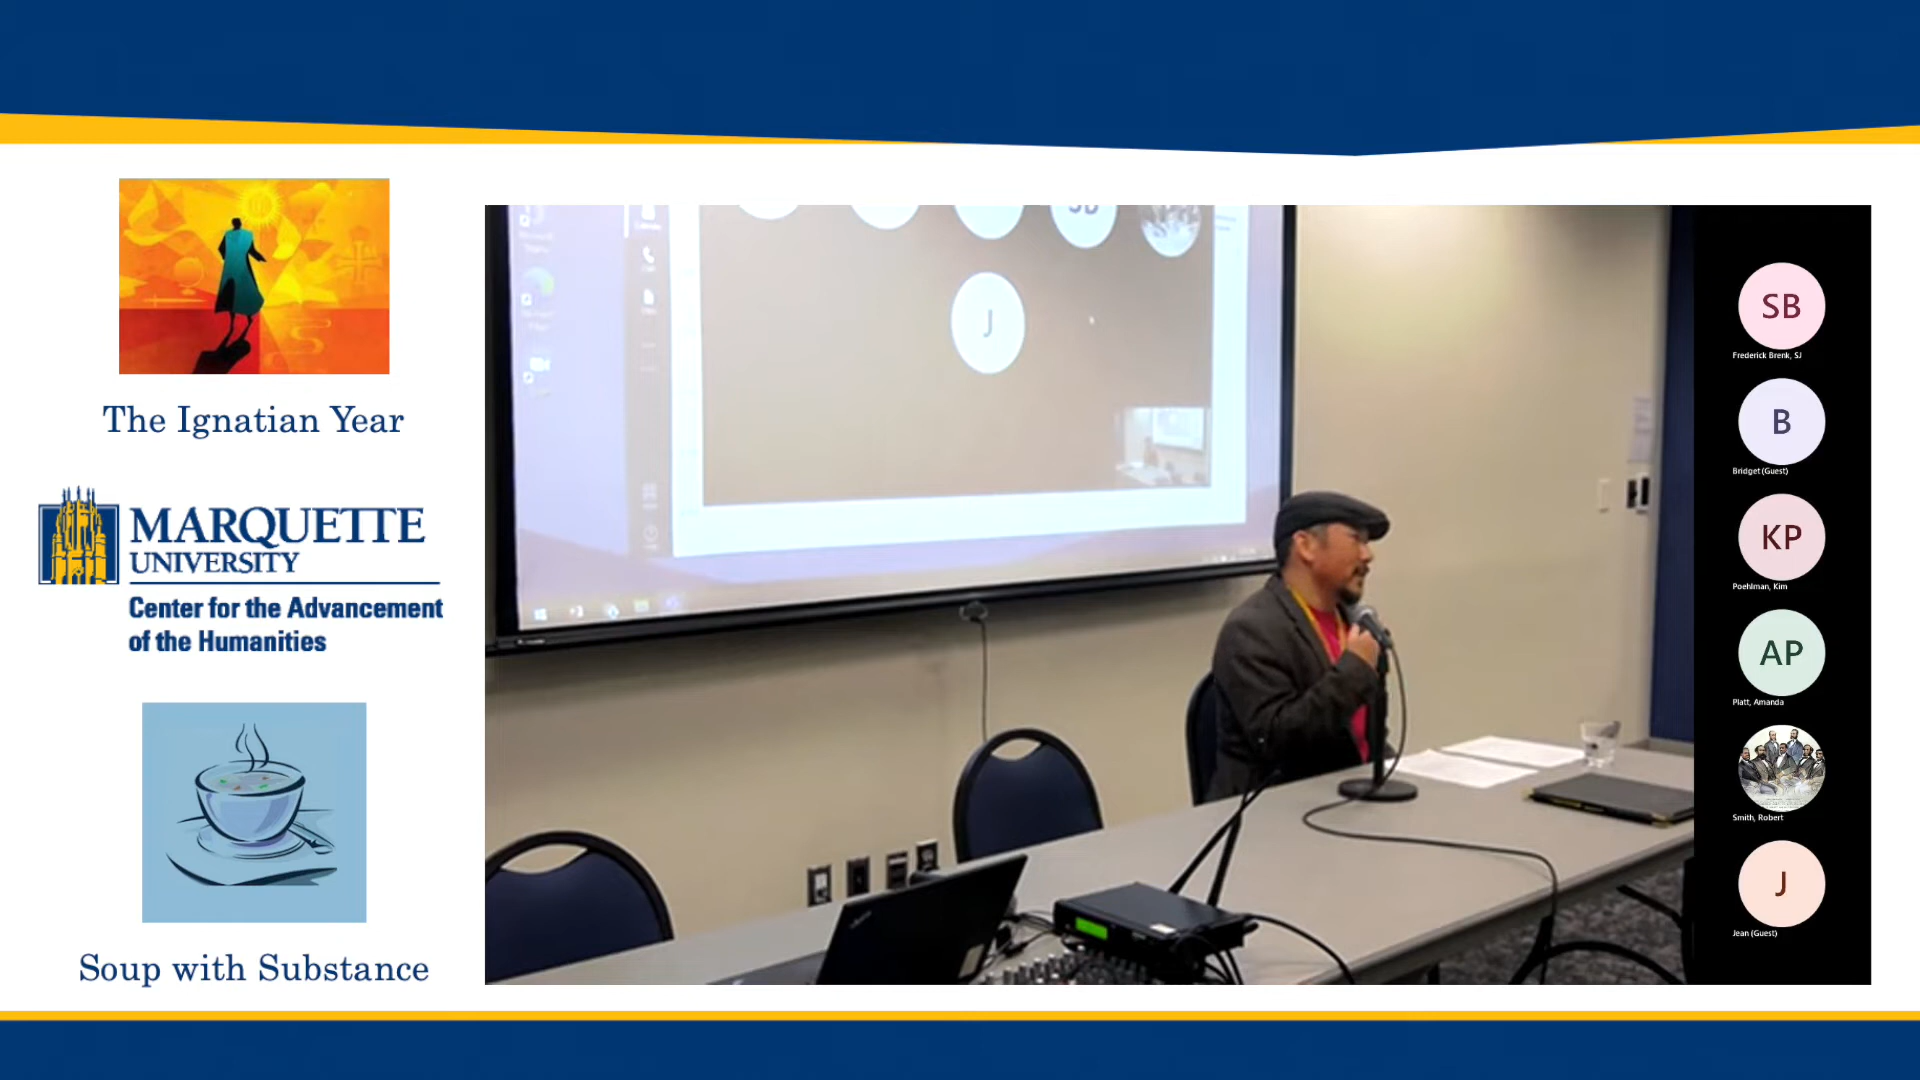 The Ignatian Year
MARQUETTE
UNIVERSITY
Center for the Advancement
of the Humanities
Soup with Substance
J
SB
Frederick Brenk, SJ
B
Bridget (Guest)
KP
Poehlman, Kim
AP
Platt, Amanda
Smith, Robert
J
Jean (Guest)